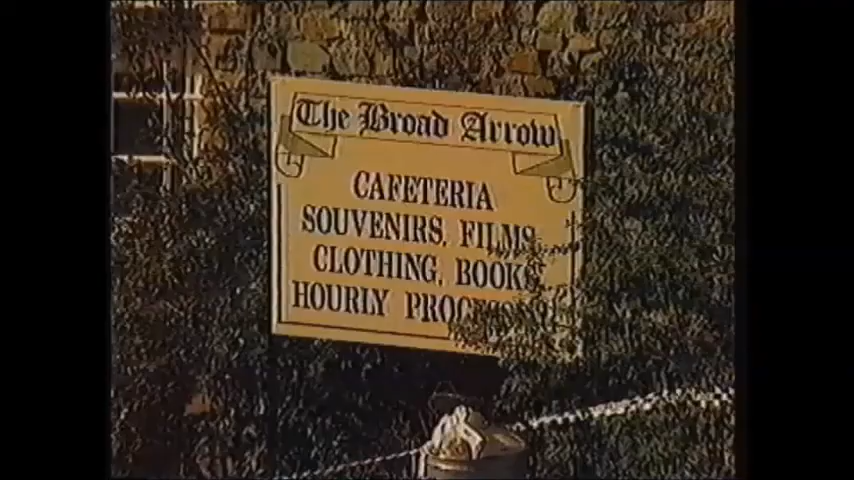 The Broad Arrow
CAFETERIA
SOUVENIRS, FILMS
CLOTHING, BOOKS
HOURLY